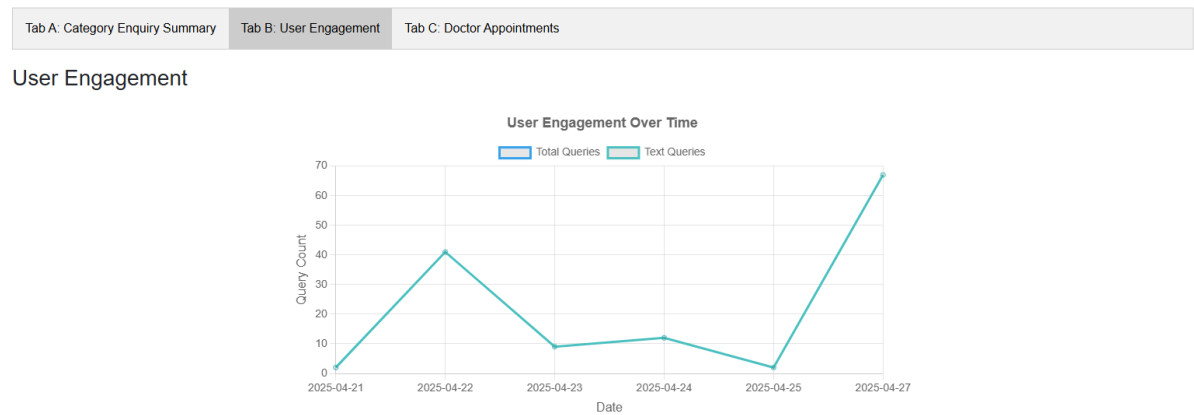 Tab A: Category Enquiry Summary Tab B: User Engagement Tab C: Doctor Appointments
User Engagement
User Engagement Over Time
Total Queries Text Queries
70
60
50
40
30
20
10
0
Query Count
2025-04-21 2025-04-22 2025-04-23 2025-04-24 2025-04-25 2025-04-27
Date